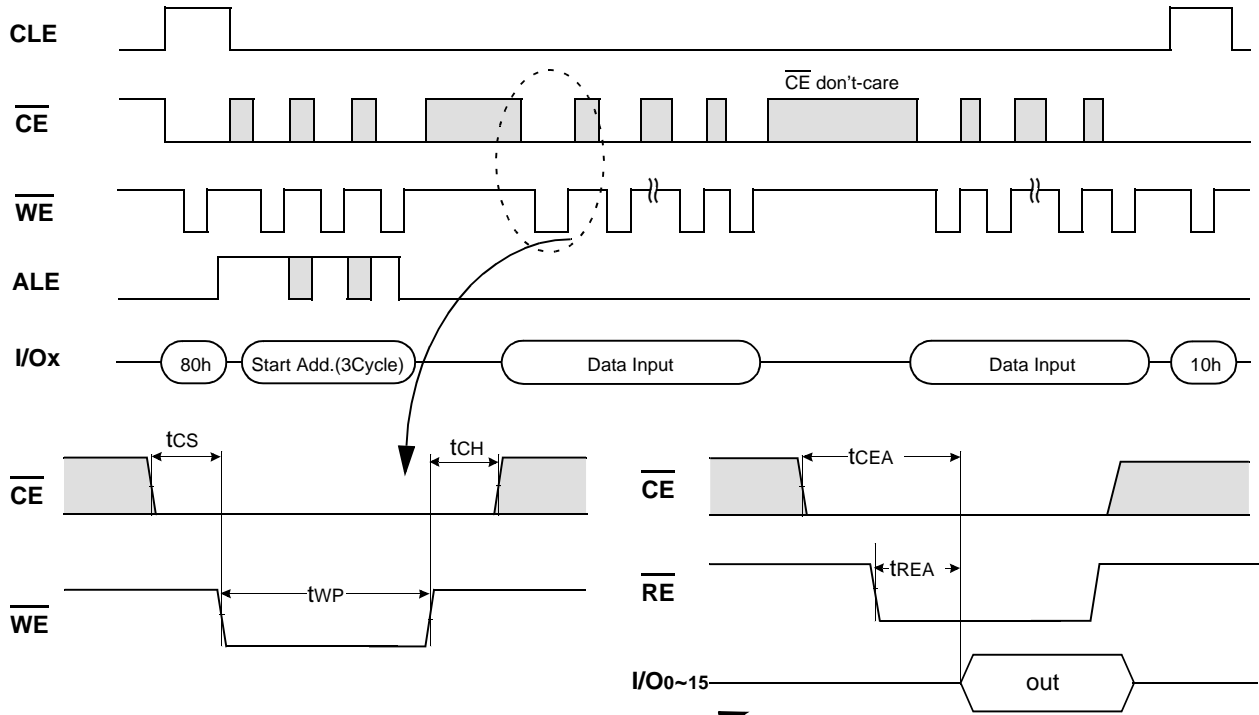 CLE
CE don't-care
CE
WE
ALE
I/Ox
80h
Start Add.(3Cycle)
Data Input
Data Input
10h
tCS
tCH
CE
tWP
WE
tCEA
CE
tREA
RE
I/O0~15
out